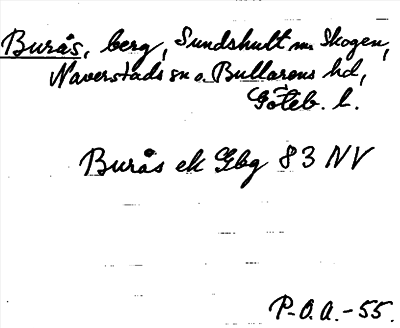 Burås, berg, Sundshult m. Skogen,
Naverstads sn o. Bullarens hd,
Göteb. l.
Burås ek Gbg 83 NV
P.O.A.-55.